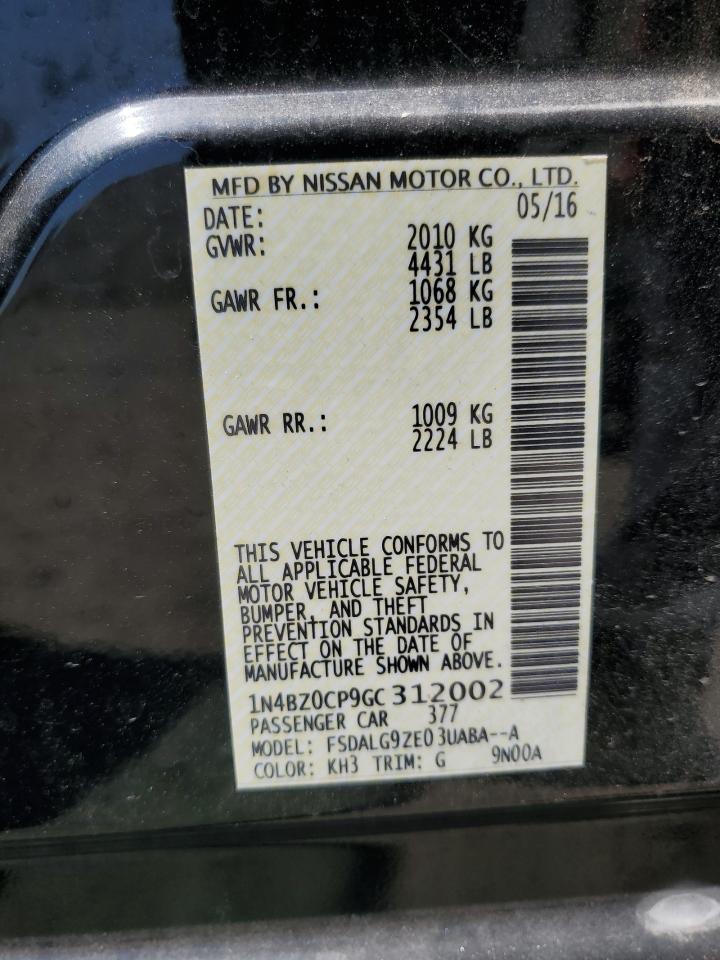 MFD BY NISSAN MOTOR CO., LTD.
DATE: 05/16
GVWR: 2010 KG
4431 LB
GAWR FR.: 1068 KG
2354 LB
GAWR RR.: 1009 KG
2224 LB
THIS VEHICLE CONFORMS TO
ALL APPLICABLE FEDERAL
MOTOR VEHICLE SAFETY,
BUMPER, AND THEFT
PREVENTION STANDARDS IN
EFFECT ON THE DATE OF
MANUFACTURE SHOWN ABOVE.
1N4BZ0CP9GC312002
PASSENGER CAR 377
MODEL: FSDALG9ZE03UABA--A
COLOR: KH3 TRIM: G 9N00A